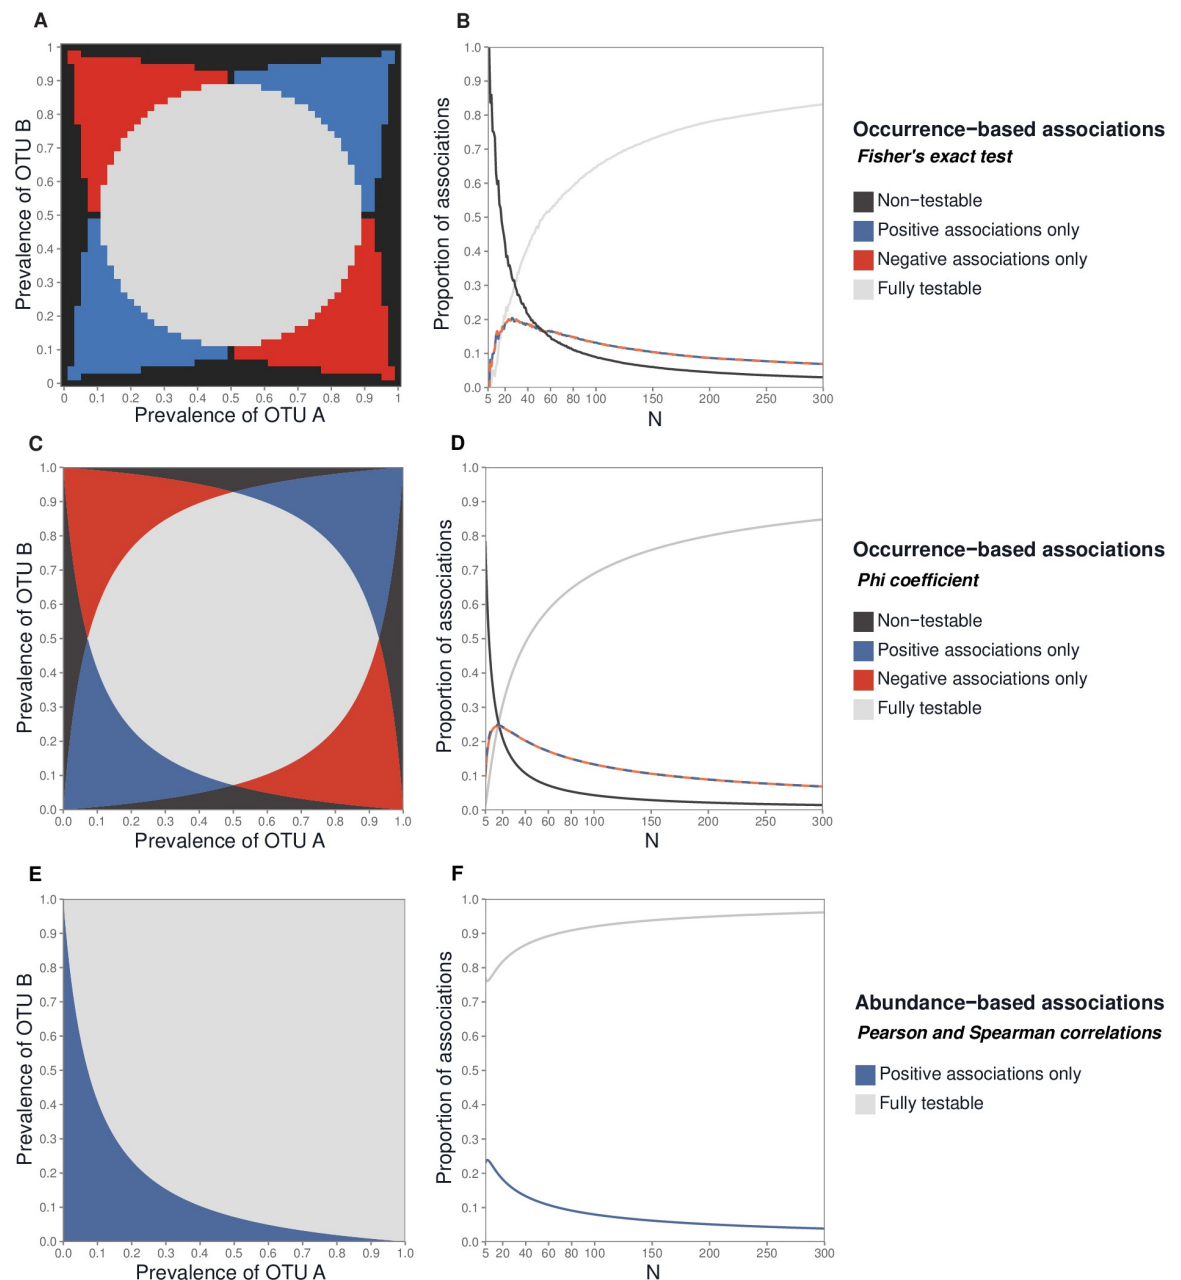 A
1
0.9
0.8
0.7
0.6
0.5
0.4
0.3
0.2
0.1
0
Prevalence of OTU B
0 0.1 0.2 0.3 0.4 0.5 0.6 0.7 0.8 0.9 1
Prevalence of OTU A
B
1.0
0.9
0.8
0.7
0.6
0.5
0.4
0.3
0.2
0.1
0.0
Proportion of associations
5 20 40 60 80 100 150 200 250 300
N
Occurrence−based associations
Fisher's exact test
Non−testable
Positive associations only
Negative associations only
Fully testable
C
1.0
0.9
0.8
0.7
0.6
0.5
0.4
0.3
0.2
0.1
0.0
Prevalence of OTU B
0.0 0.1 0.2 0.3 0.4 0.5 0.6 0.7 0.8 0.9 1.0
Prevalence of OTU A
D
1.0
0.9
0.8
0.7
0.6
0.5
0.4
0.3
0.2
0.1
0.0
Proportion of associations
5 20 40 60 80 100 150 200 250 300
N
Occurrence−based associations
Phi coefficient
Non−testable
Positive associations only
Negative associations only
Fully testable
E
1.0
0.9
0.8
0.7
0.6
0.5
0.4
0.3
0.2
0.1
0.0
Prevalence of OTU B
0.0 0.1 0.2 0.3 0.4 0.5 0.6 0.7 0.8 0.9 1.0
Prevalence of OTU A
F
1.0
0.9
0.8
0.7
0.6
0.5
0.4
0.3
0.2
0.1
0.0
Proportion of associations
5 20 40 60 80 100 150 200 250 300
N
Abundance−based associations
Pearson and Spearman correlations
Positive associations only
Fully testable